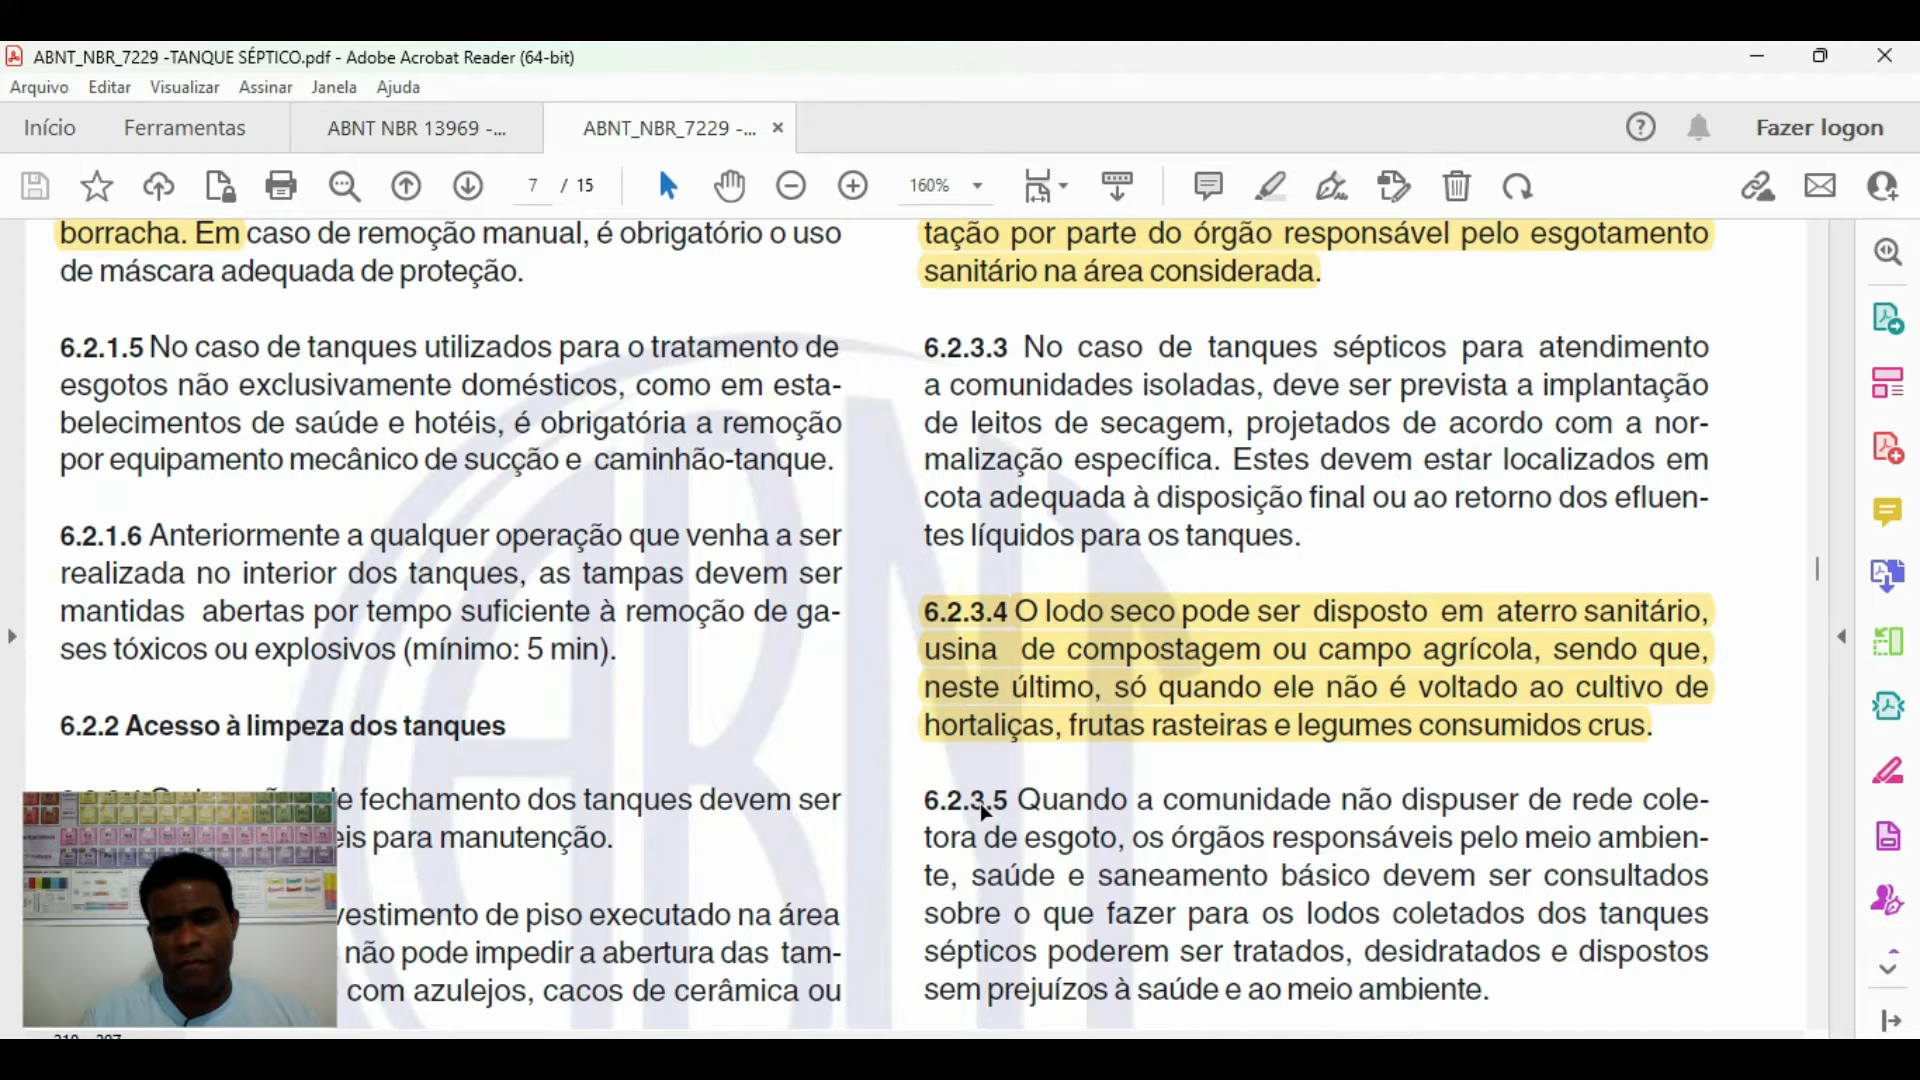 ABNT_NBR_7229 -TANQUE SÉPTICO.pdf - Adobe Acrobat Reader (64-bit)
Arquivo Editar Visualizar Assinar Janela Ajuda
Início Ferramentas ABNT NBR 13969 -... ABNT_NBR_7229 -... Fazer logon
7 / 15 160%
borracha. Em caso de remoção manual, é obrigatório o uso
de máscara adequada de proteção.
6.2.1.5 No caso de tanques utilizados para o tratamento de
esgotos não exclusivamente domésticos, como em esta-
belecimentos de saúde e hotéis, é obrigatória a remoção
por equipamento mecânico de sucção e caminhão-tanque.
6.2.1.6 Anteriormente a qualquer operação que venha a ser
realizada no interior dos tanques, as tampas devem ser
mantidas abertas por tempo suficiente à remoção de ga-
ses tóxicos ou explosivos (mínimo: 5 min).
6.2.2 Acesso à limpeza dos tanques
e fechamento dos tanques devem ser
eis para manutenção.
vestimento de piso executado na área
não pode impedir a abertura das tam-
com azulejos, cacos de cerâmica ou
tação por parte do órgão responsável pelo esgotamento
sanitário na área considerada.
6.2.3.3 No caso de tanques sépticos para atendimento
a comunidades isoladas, deve ser prevista a implantação
de leitos de secagem, projetados de acordo com a nor-
malização específica. Estes devem estar localizados em
cota adequada à disposição final ou ao retorno dos efluen-
tes líquidos para os tanques.
6.2.3.4 O lodo seco pode ser disposto em aterro sanitário,
usina de compostagem ou campo agrícola, sendo que,
neste último, só quando ele não é voltado ao cultivo de
hortaliças, frutas rasteiras e legumes consumidos crus.
6.2.3.5 Quando a comunidade não dispuser de rede cole-
tora de esgoto, os órgãos responsáveis pelo meio ambien-
te, saúde e saneamento básico devem ser consultados
sobre o que fazer para os lodos coletados dos tanques
sépticos poderem ser tratados, desidratados e dispostos
sem prejuízos à saúde e ao meio ambiente.